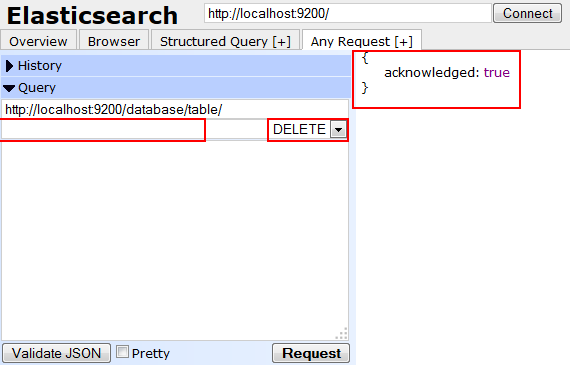 Elasticsearch
http://localhost:9200/
Connect
Overview
Browser
Structured Query [+]
Any Request [+]
History
Query
http://localhost:9200/database/table/
DELETE
Validate JSON
Pretty
Request
{
acknowledged: true
}